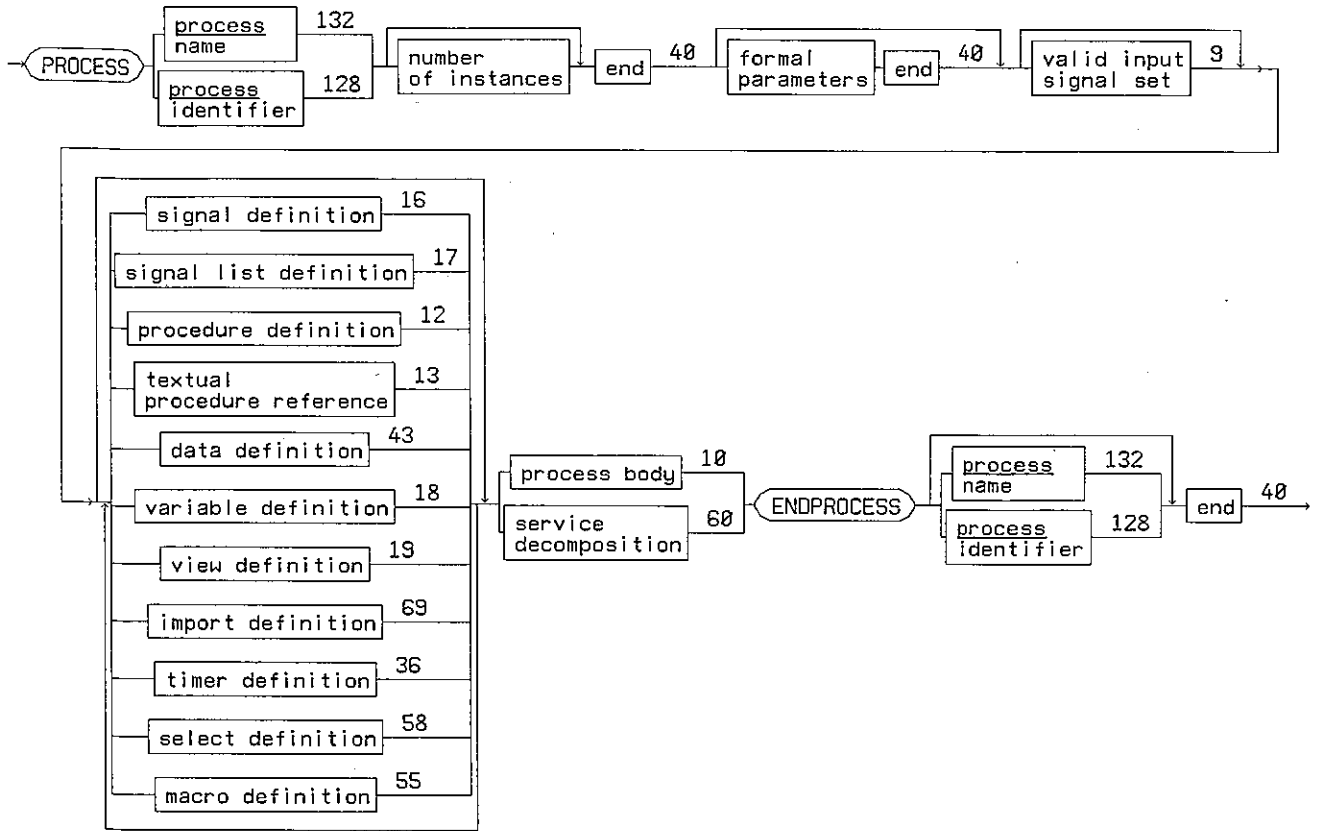 PROCESS
process
name
132
process
identifier
128
number
of instances
end
40
formal
parameters
end
40
valid input
signal set
9
signal definition
16
signal list definition
17
procedure definition
12
textual
procedure reference
13
data definition
43
variable definition
18
view definition
19
import definition
69
timer definition
36
select definition
58
macro definition
55
process body
10
service
decomposition
60
ENDPROCESS
process
name
132
process
identifier
128
end
40